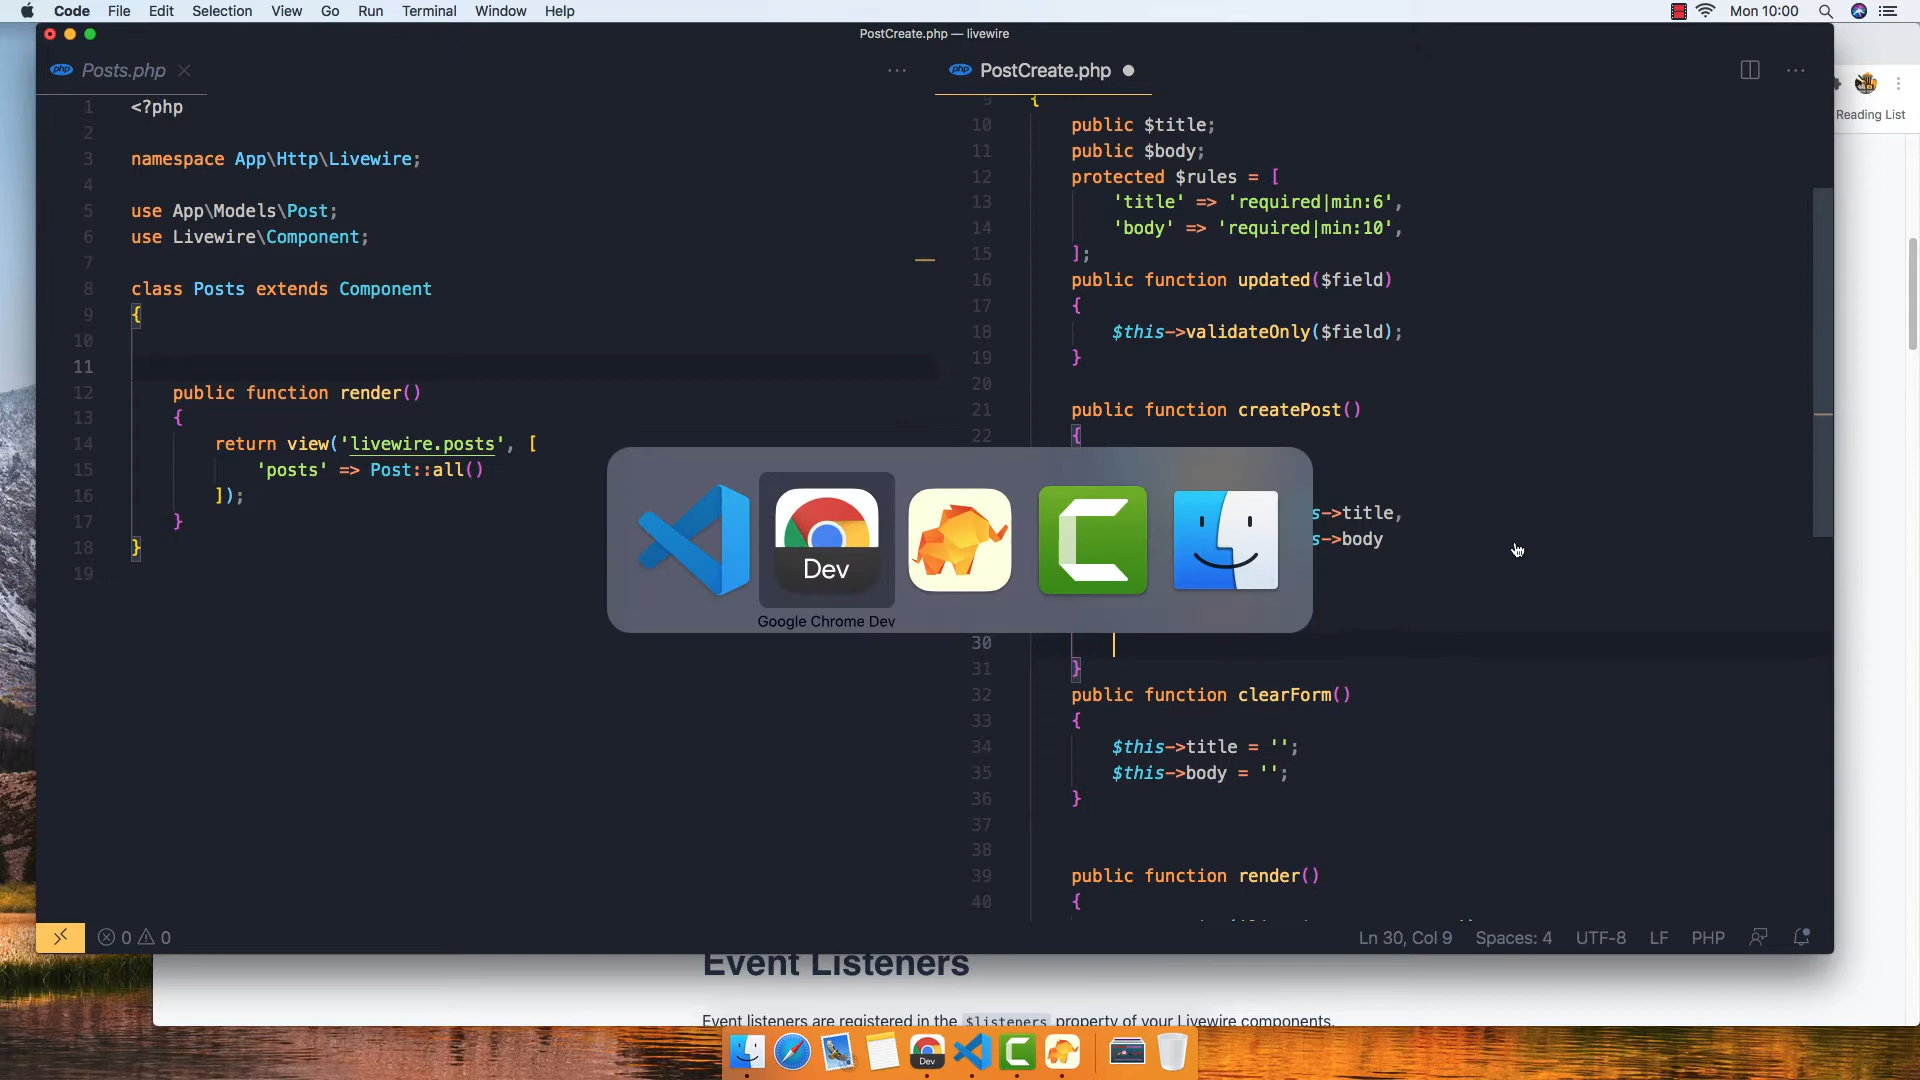 Code File Edit Selection View Go Run Terminal Window Help
Mon 10:00
PostCreate.php — livewire
Posts.php
PostCreate.php
Reading List
1 <?php
2
3 namespace App\Http\Livewire;
4
5 use App\Models\Post;
6 use Livewire\Component;
7
8 class Posts extends Component
9 {
10
11
12 public function render()
13 {
14 return view('livewire.posts', [
15 'posts' => Post::all()
16 ]);
17 }
18 }
19
9 {
10 public $title;
11 public $body;
12 protected $rules = [
13 'title' => 'required|min:6',
14 'body' => 'required|min:10',
15 ];
16 public function updated($field)
17 {
18 $this->validateOnly($field);
19 }
20
21 public function createPost()
22 {
s->title,
s->body
30
31 }
32 public function clearForm()
33 {
34 $this->title = '';
35 $this->body = '';
36 }
37
38
39 public function render()
40 {
Dev
Google Chrome Dev
0 0
Ln 30, Col 9 Spaces: 4 UTF-8 LF PHP
Event Listeners
Event listeners are registered in the $listeners property of your Livewire components.
Dev